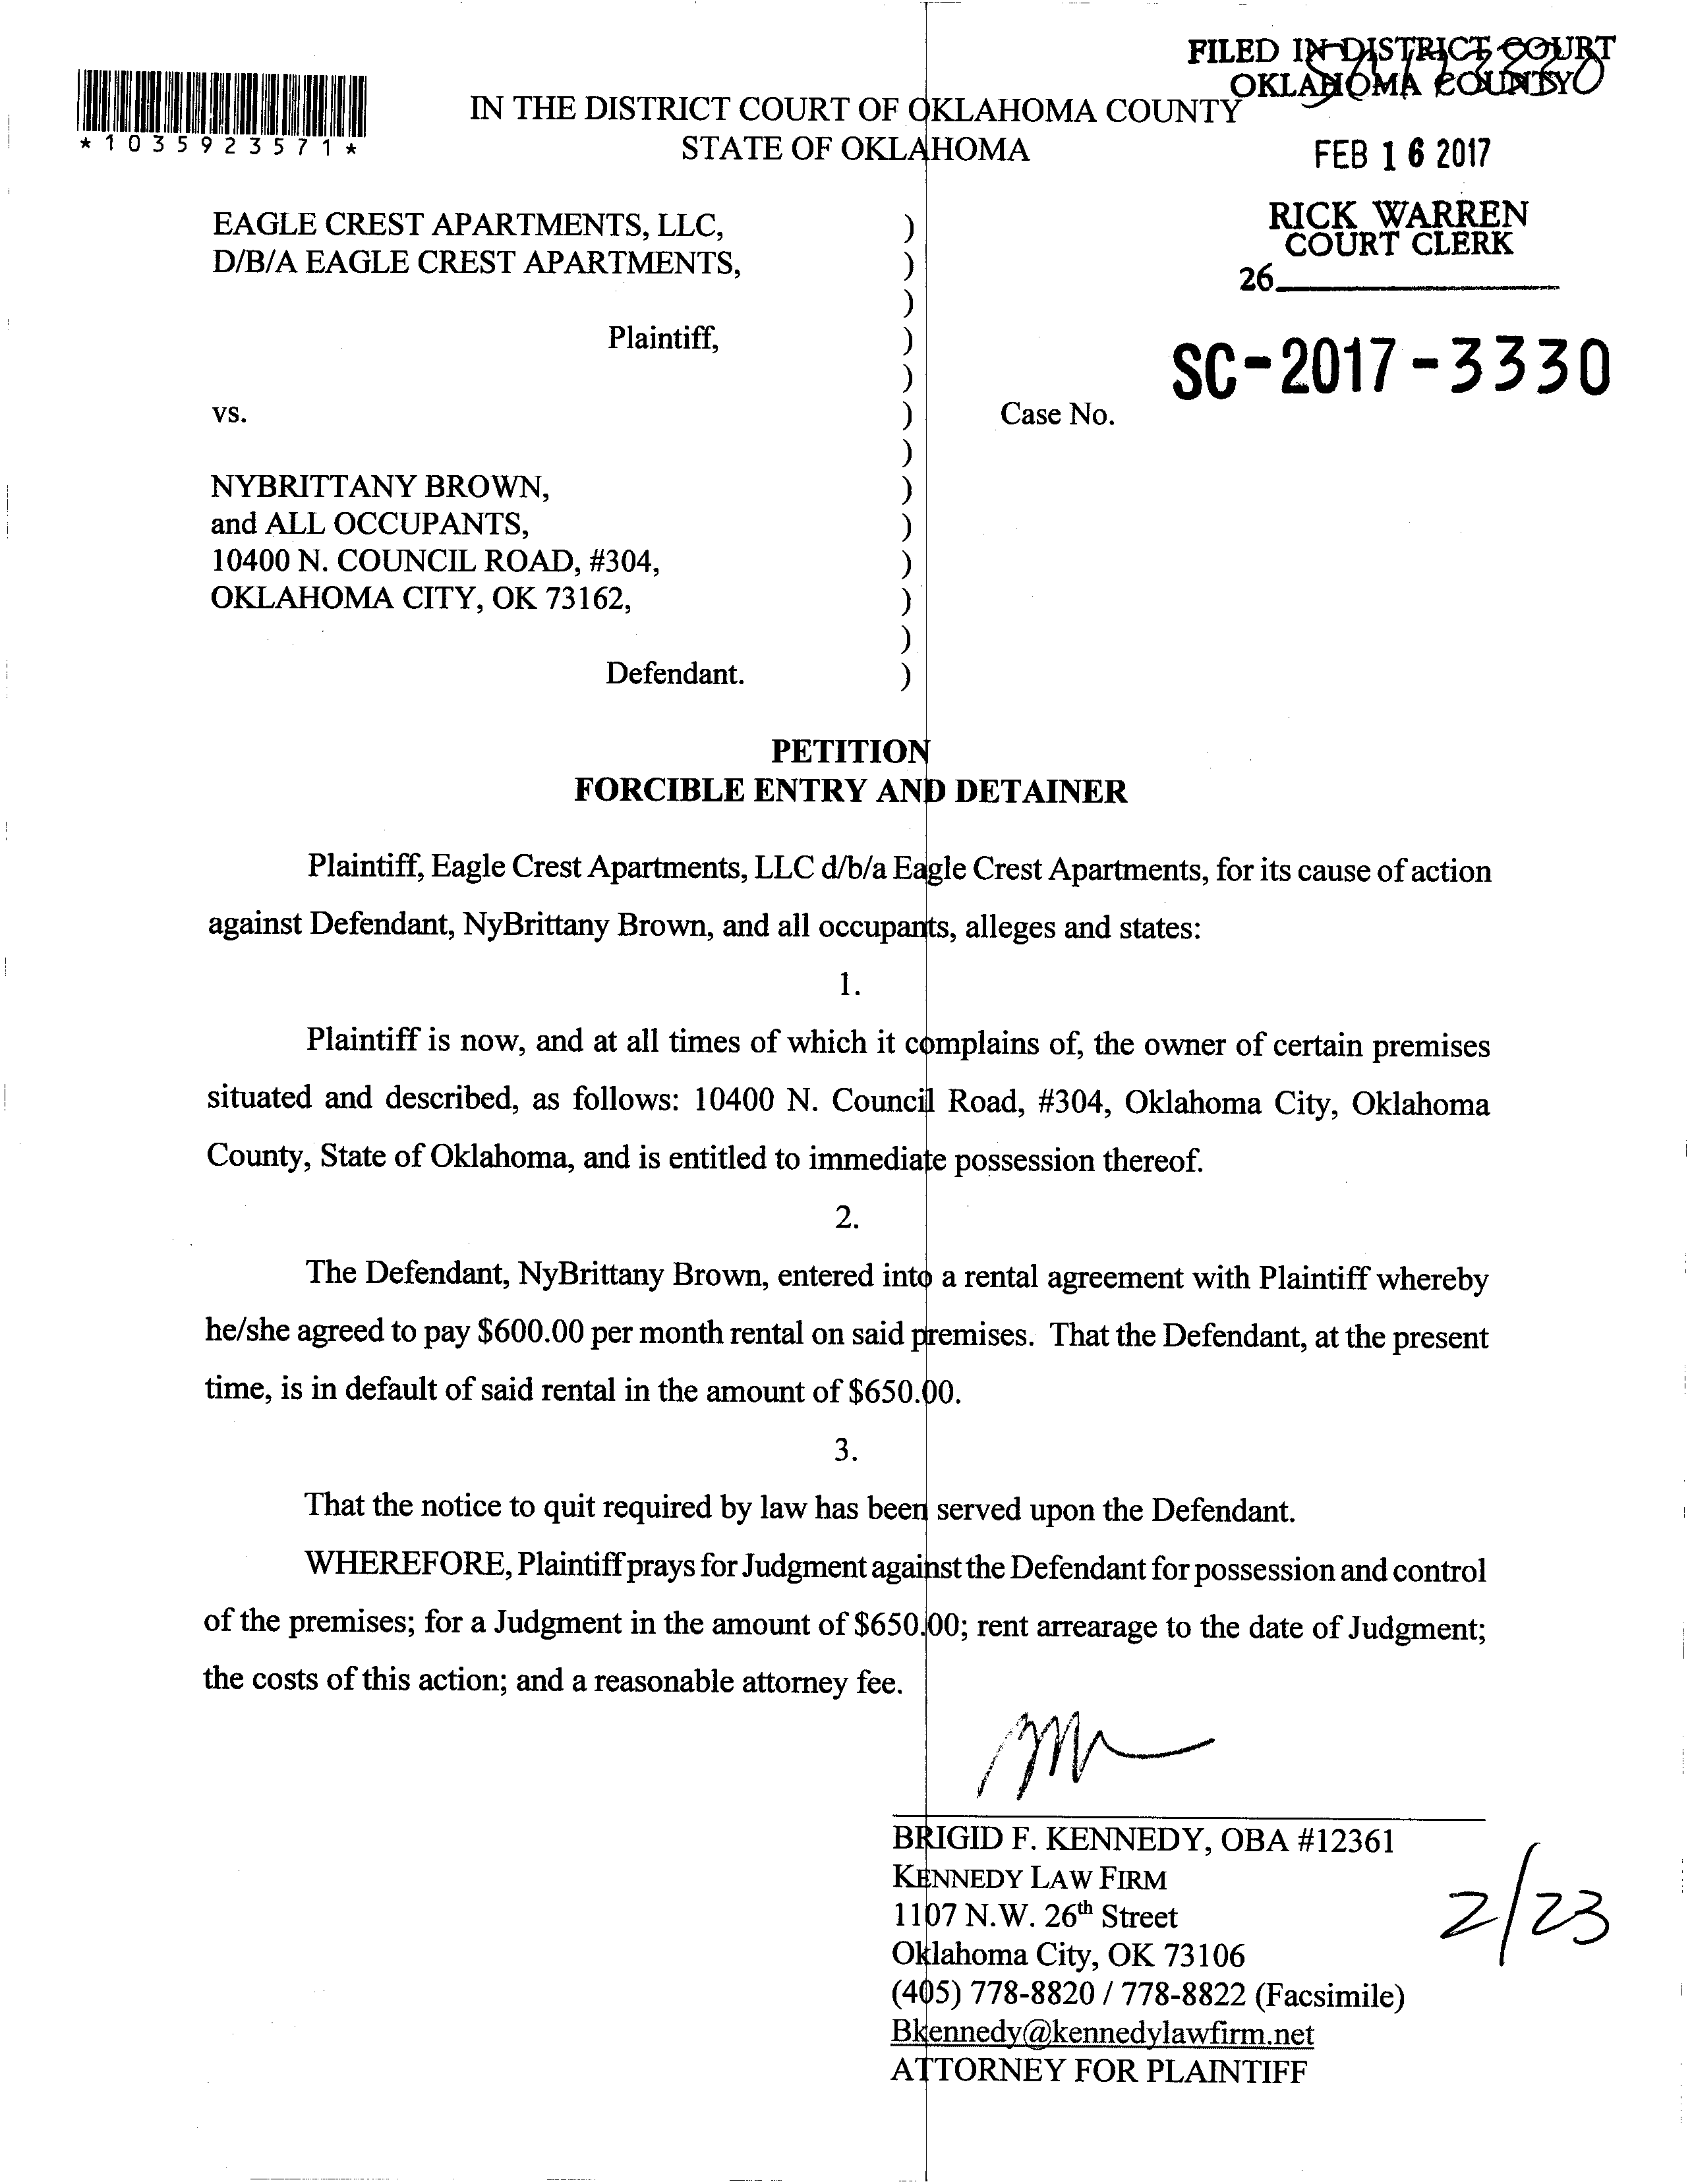 FILED IN DISTRICT COURT
OKLAHOMA COUNTY
*1035923571*
IN THE DISTRICT COURT OF OKLAHOMA COUNTY
STATE OF OKLAHOMA
FEB 16 2017
RICK WARREN
COURT CLERK
26
EAGLE CREST APARTMENTS, LLC, )
D/B/A EAGLE CREST APARTMENTS, )
)
Plaintiff, )
)
SC-2017-3330
vs. ) Case No.
)
NYBRITTANY BROWN, )
and ALL OCCUPANTS, )
10400 N. COUNCIL ROAD, #304, )
OKLAHOMA CITY, OK 73162, )
)
Defendant. )
PETITION
FORCIBLE ENTRY AND DETAINER
Plaintiff, Eagle Crest Apartments, LLC d/b/a Eagle Crest Apartments, for its cause of action
against Defendant, NyBrittany Brown, and all occupants, alleges and states:
1.
Plaintiff is now, and at all times of which it complains of, the owner of certain premises
situated and described, as follows: 10400 N. Council Road, #304, Oklahoma City, Oklahoma
County, State of Oklahoma, and is entitled to immediate possession thereof.
2.
The Defendant, NyBrittany Brown, entered into a rental agreement with Plaintiff whereby
he/she agreed to pay $600.00 per month rental on said premises. That the Defendant, at the present
time, is in default of said rental in the amount of $650.00.
3.
That the notice to quit required by law has been served upon the Defendant.
WHEREFORE, Plaintiff prays for Judgment against the Defendant for possession and control
of the premises; for a Judgment in the amount of $650.00; rent arrearage to the date of Judgment;
the costs of this action; and a reasonable attorney fee.
BRIGID F. KENNEDY, OBA #12361
KENNEDY LAW FIRM
1107 N.W. 26th Street
2/23
Oklahoma City, OK 73106
(405) 778-8820 / 778-8822 (Facsimile)
Bkennedy@kennedylawfirm.net
ATTORNEY FOR PLAINTIFF